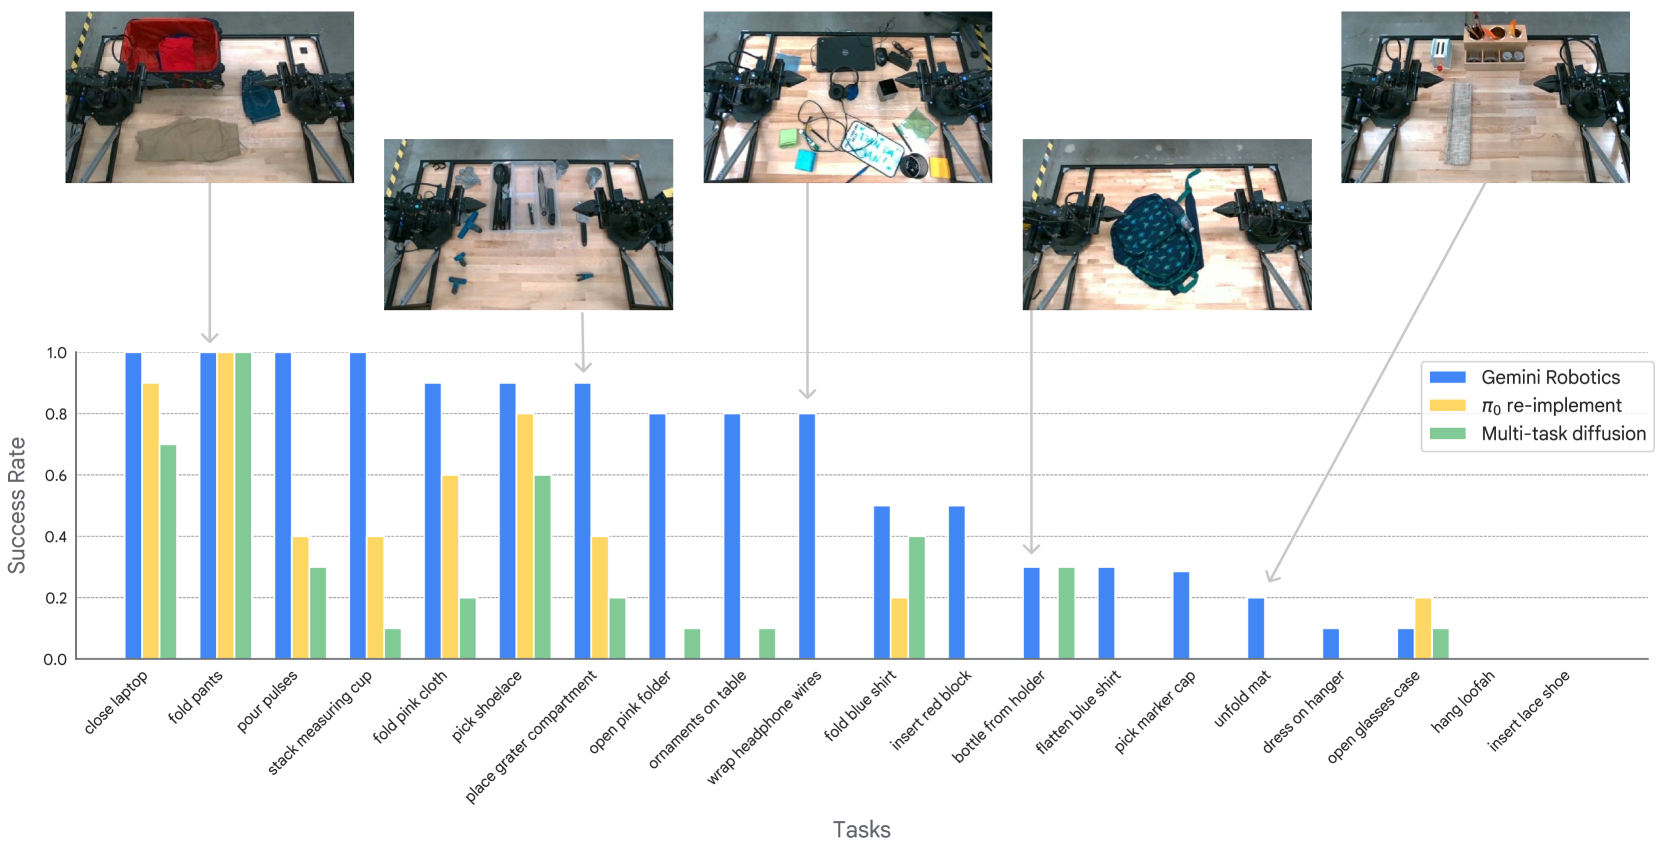 1.0
0.8
0.6
0.4
0.2
0.0
Success Rate
Gemini Robotics
π₀ re-implement
Multi-task diffusion
close laptop
fold pants
pour pulses
stack measuring cup
fold pink cloth
pick shoelace
place grater compartment
open pink folder
ornaments on table
wrap headphone wires
fold blue shirt
insert red block
bottle from holder
flatten blue shirt
pick marker cap
unfold mat
dress on hanger
open glasses case
hang loofah
insert lace shoe
Tasks